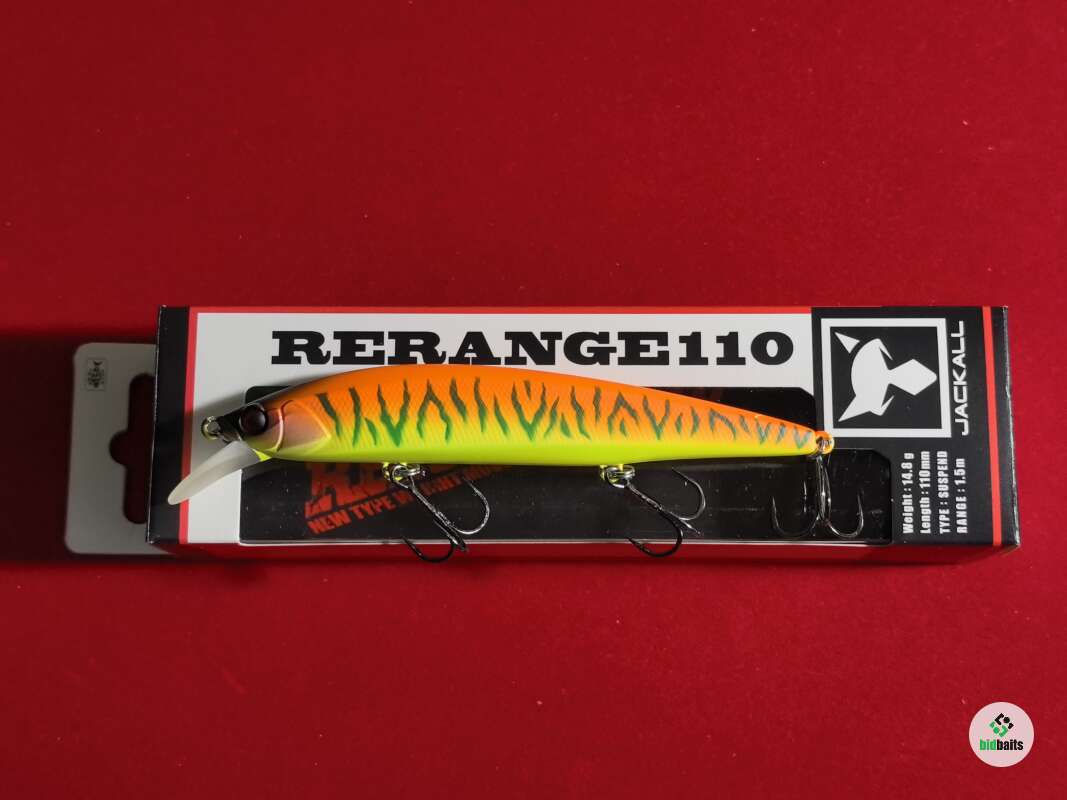 RERANGE110
JACKALL
NEW TYPE
Weight : 14.8 g
Length : 110mm
TYPE : SUSPEND
RANGE : 1.5m
bidbaits